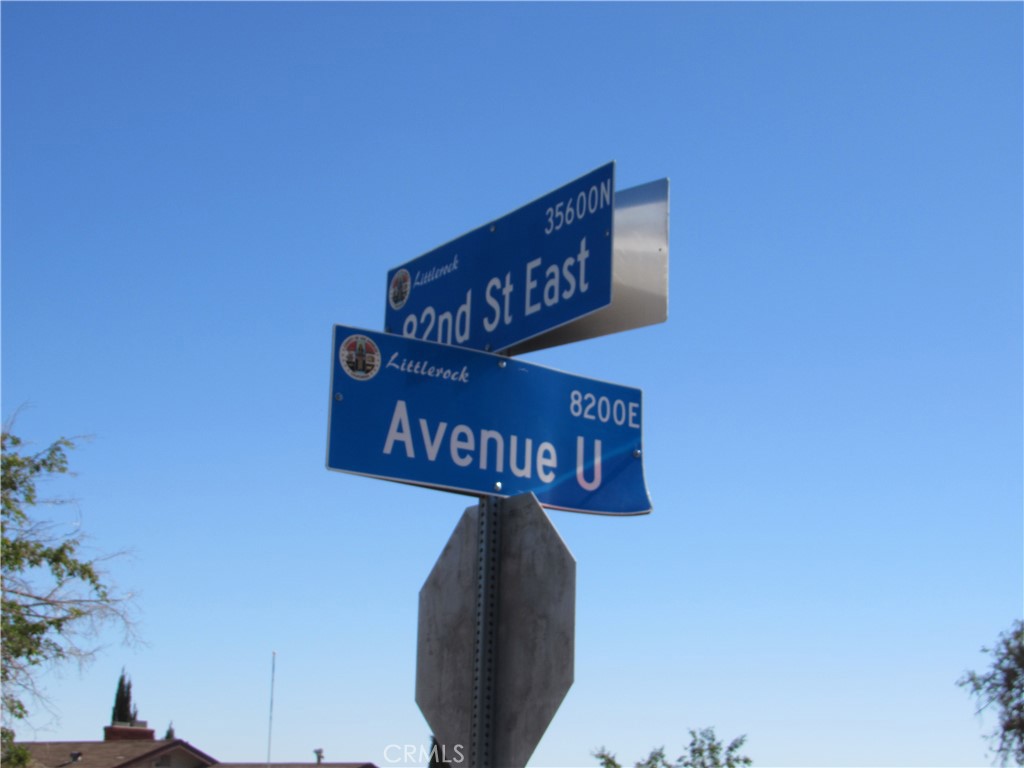 35600N
Littlerock
82nd St East
Littlerock
8200E
Avenue U
CRMLS